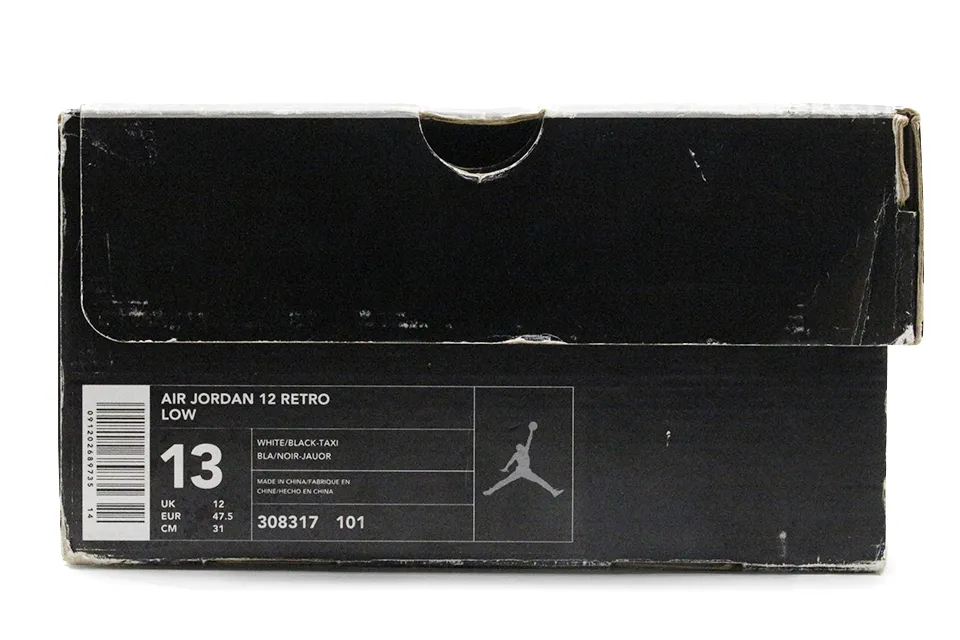 AIR JORDAN 12 RETRO
LOW
13
UK 12
EUR 47.5
CM 31
WHITE/BLACK-TAXI
BLA/NOIR-JAUOR
MADE IN CHINA/FABRIQUE EN
CHINE/HECHO EN CHINA
308317 101
091202689735
14